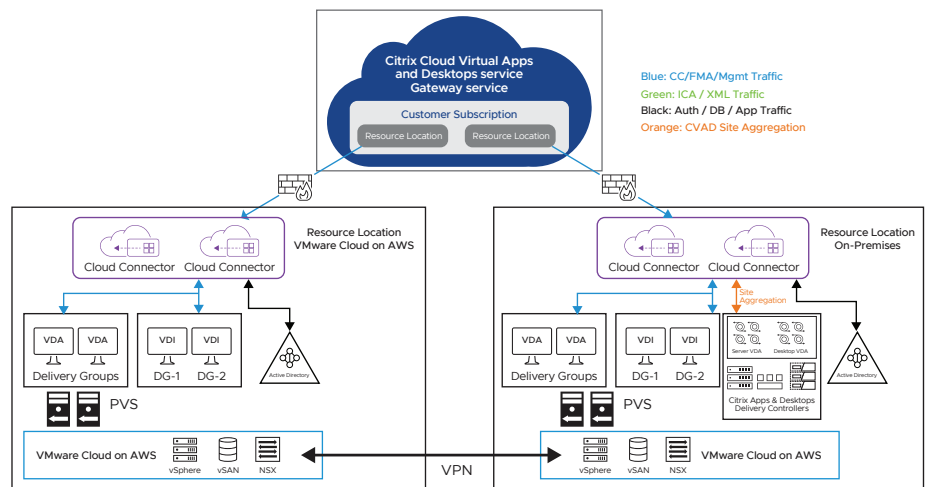 Citrix Cloud Virtual Apps
and Desktops service
Gateway service
Customer Subscription
Resource Location
Resource Location
Blue: CC/FMA/Mgmt Traffic
Green: ICA / XML Traffic
Black: Auth / DB / App Traffic
Orange: CVAD Site Aggregation
Resource Location
VMware Cloud on AWS
Cloud Connector
Cloud Connector
VDA
VDA
Delivery Groups
VDI
VDI
DG-1
DG-2
Active Directory
PVS
VMware Cloud on AWS
vSphere
vSAN
NSX
VPN
Resource Location
On-Premises
Cloud Connector
Cloud Connector
Site
Aggregation
VDA
VDA
Delivery Groups
VDI
VDI
DG-1
DG-2
Server VDA
Desktop VDA
Citrix Apps & Desktops
Delivery Controllers
Active Directory
PVS
vSphere
vSAN
NSX
VMware Cloud on AWS